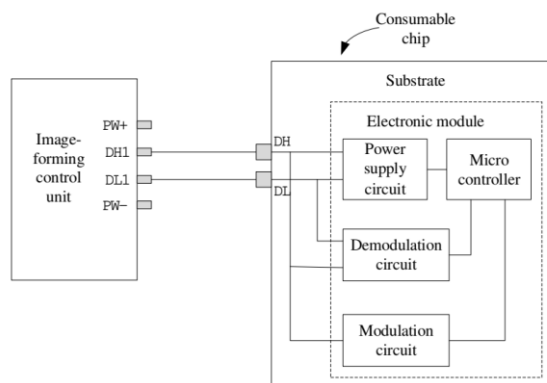 Consumable
chip
Substrate
Electronic module
Image-
forming
control
unit
PW+
DH1
DL1
PW-
DH
DL
Power
supply
circuit
Micro
controller
Demodulation
circuit
Modulation
circuit